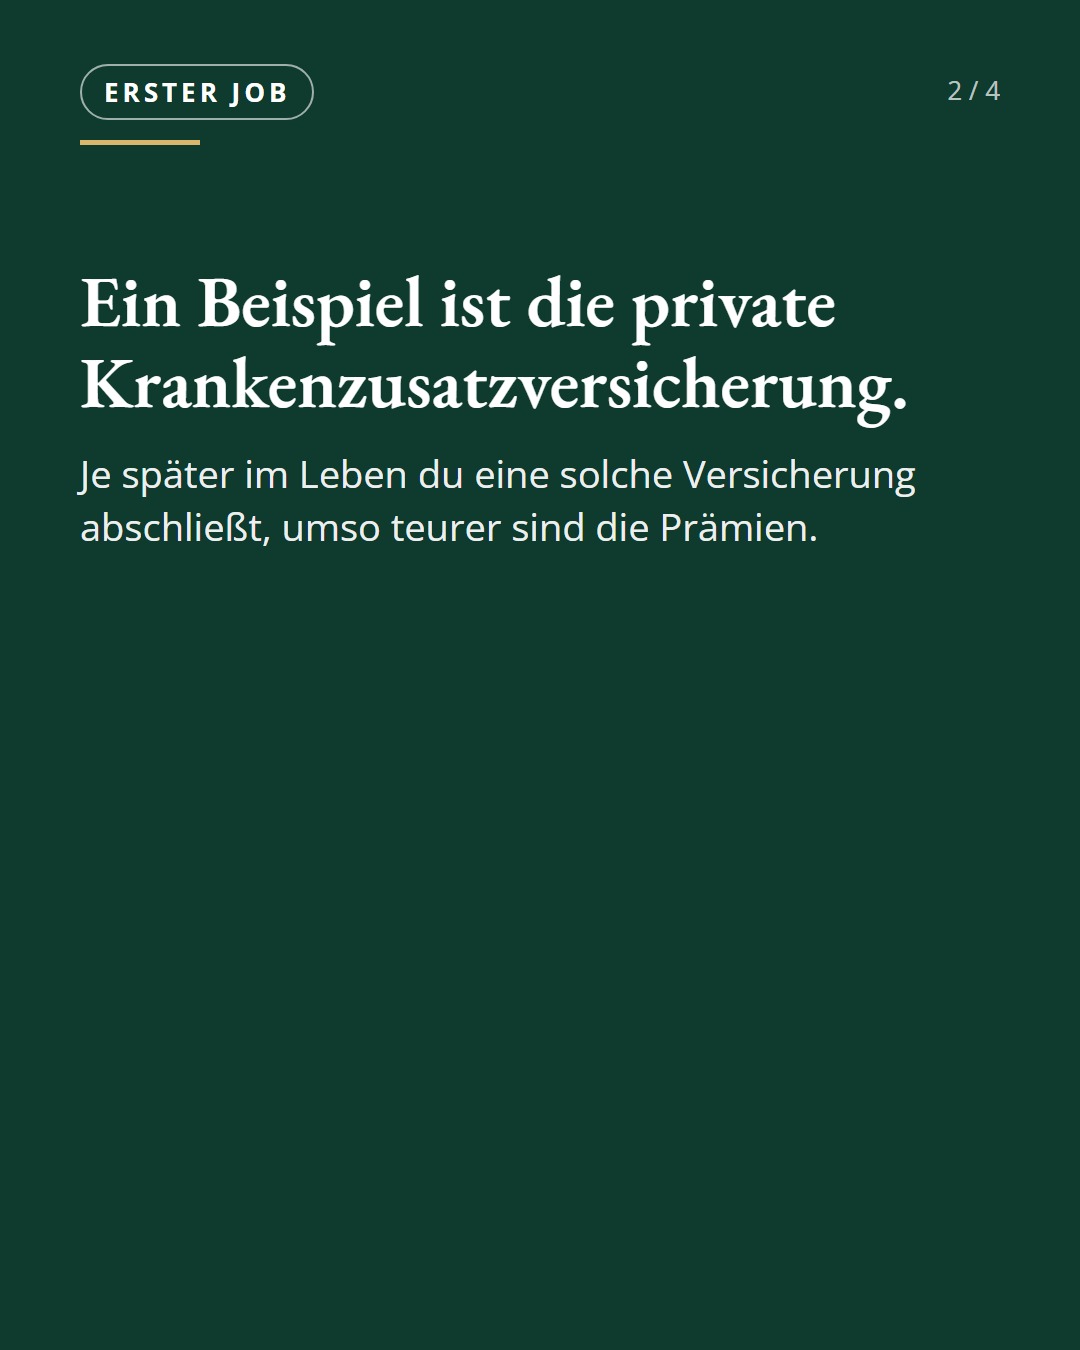 ERSTER JOB
2 / 4
Ein Beispiel ist die private
Krankenzusatzversicherung.
Je später im Leben du eine solche Versicherung
abschließt, umso teurer sind die Prämien.